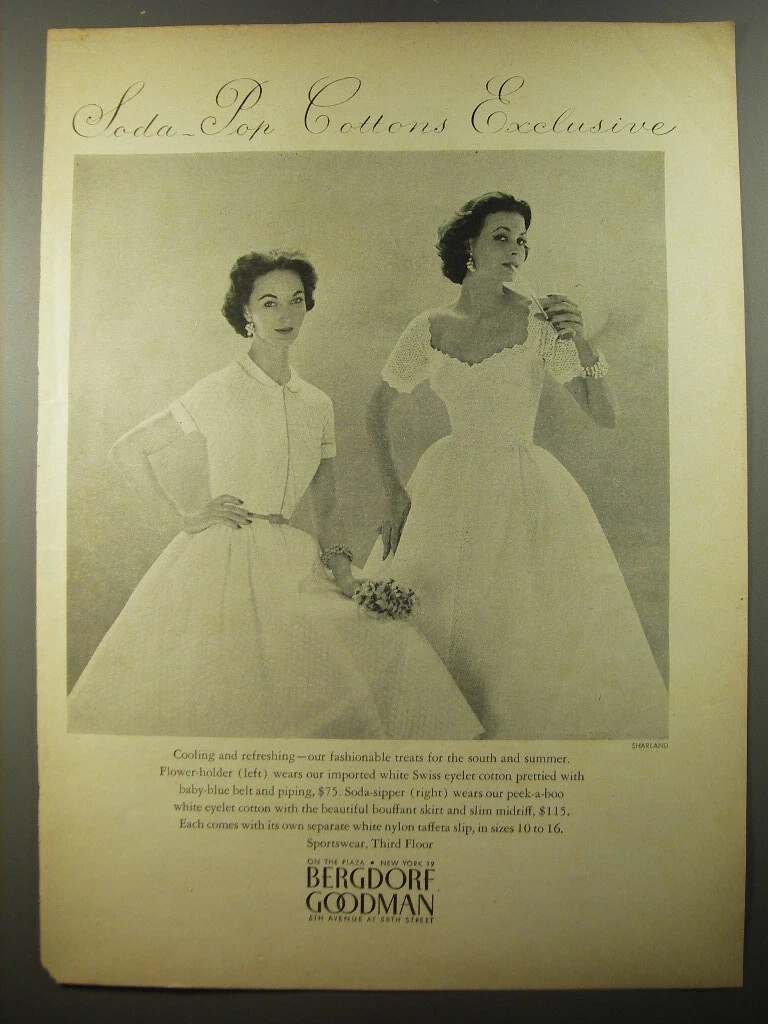 Soda-Pop Cottons Exclusive
SHARLAND
Cooling and refreshing—our fashionable treats for the south and summer.
Flower-holder (left) wears our imported white Swiss eyelet cotton prettied with
baby-blue belt and piping, $75. Soda-sipper (right) wears our peek-a-boo
white eyelet cotton with the beautiful bouffant skirt and slim midriff, $115.
Each comes with its own separate white nylon taffeta slip, in sizes 10 to 16.
Sportswear, Third Floor
ON THE PLAZA • NEW YORK 19
BERGDORF
GOODMAN
5TH AVENUE AT 58TH STREET